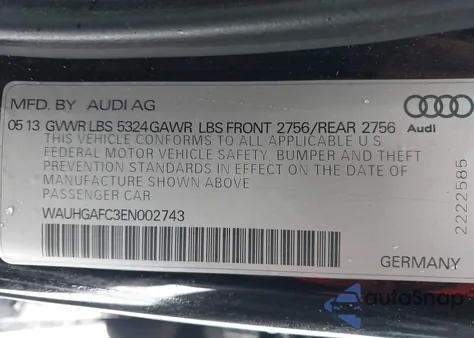 MFD. BY AUDI AG
Audi
05 13 GVWR LBS 5324 GAWR LBS FRONT 2756/REAR 2756
THIS VEHICLE CONFORMS TO ALL APPLICABLE U S
FEDERAL MOTOR VEHICLE SAFETY, BUMPER AND THEFT
PREVENTION STANDARDS IN EFFECT ON THE DATE OF
MANUFACTURE SHOWN ABOVE
PASSENGER CAR
WAUHGAFC3EN002743
2222585
GERMANY
autoSnap